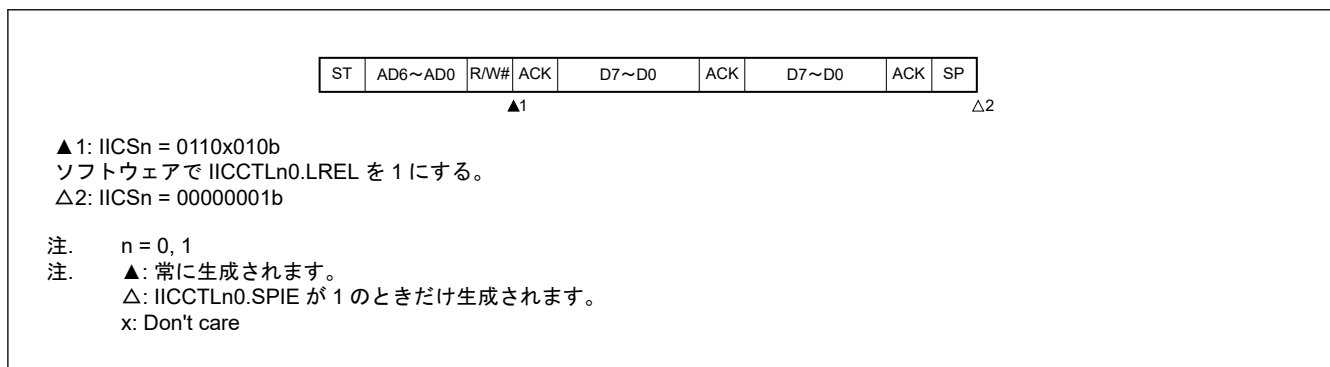 ST AD6～AD0 R/W# ACK D7～D0 ACK D7～D0 ACK SP
▲1 △2
▲1: IICSn = 0110x010b
ソフトウェアで IICCTLn0.LREL を 1 にする。
△2: IICSn = 00000001b
注. n = 0, 1
注. ▲: 常に生成されます。
△: IICCTLn0.SPIE が 1 のときだけ生成されます。
x: Don't care